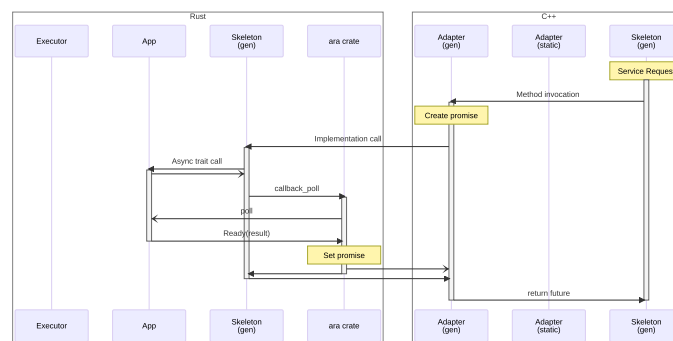 Rust
C++
Executor
App
Skeleton
(gen)
ara crate
Adapter
(gen)
Adapter
(static)
Skeleton
(gen)
Service Reques
Method invocation
Create promise
Implementation call
Async trait call
callback_poll
poll
Ready(result)
Set promise
return future
Executor
App
Skeleton
(gen)
ara crate
Adapter
(gen)
Adapter
(static)
Skeleton
(gen)